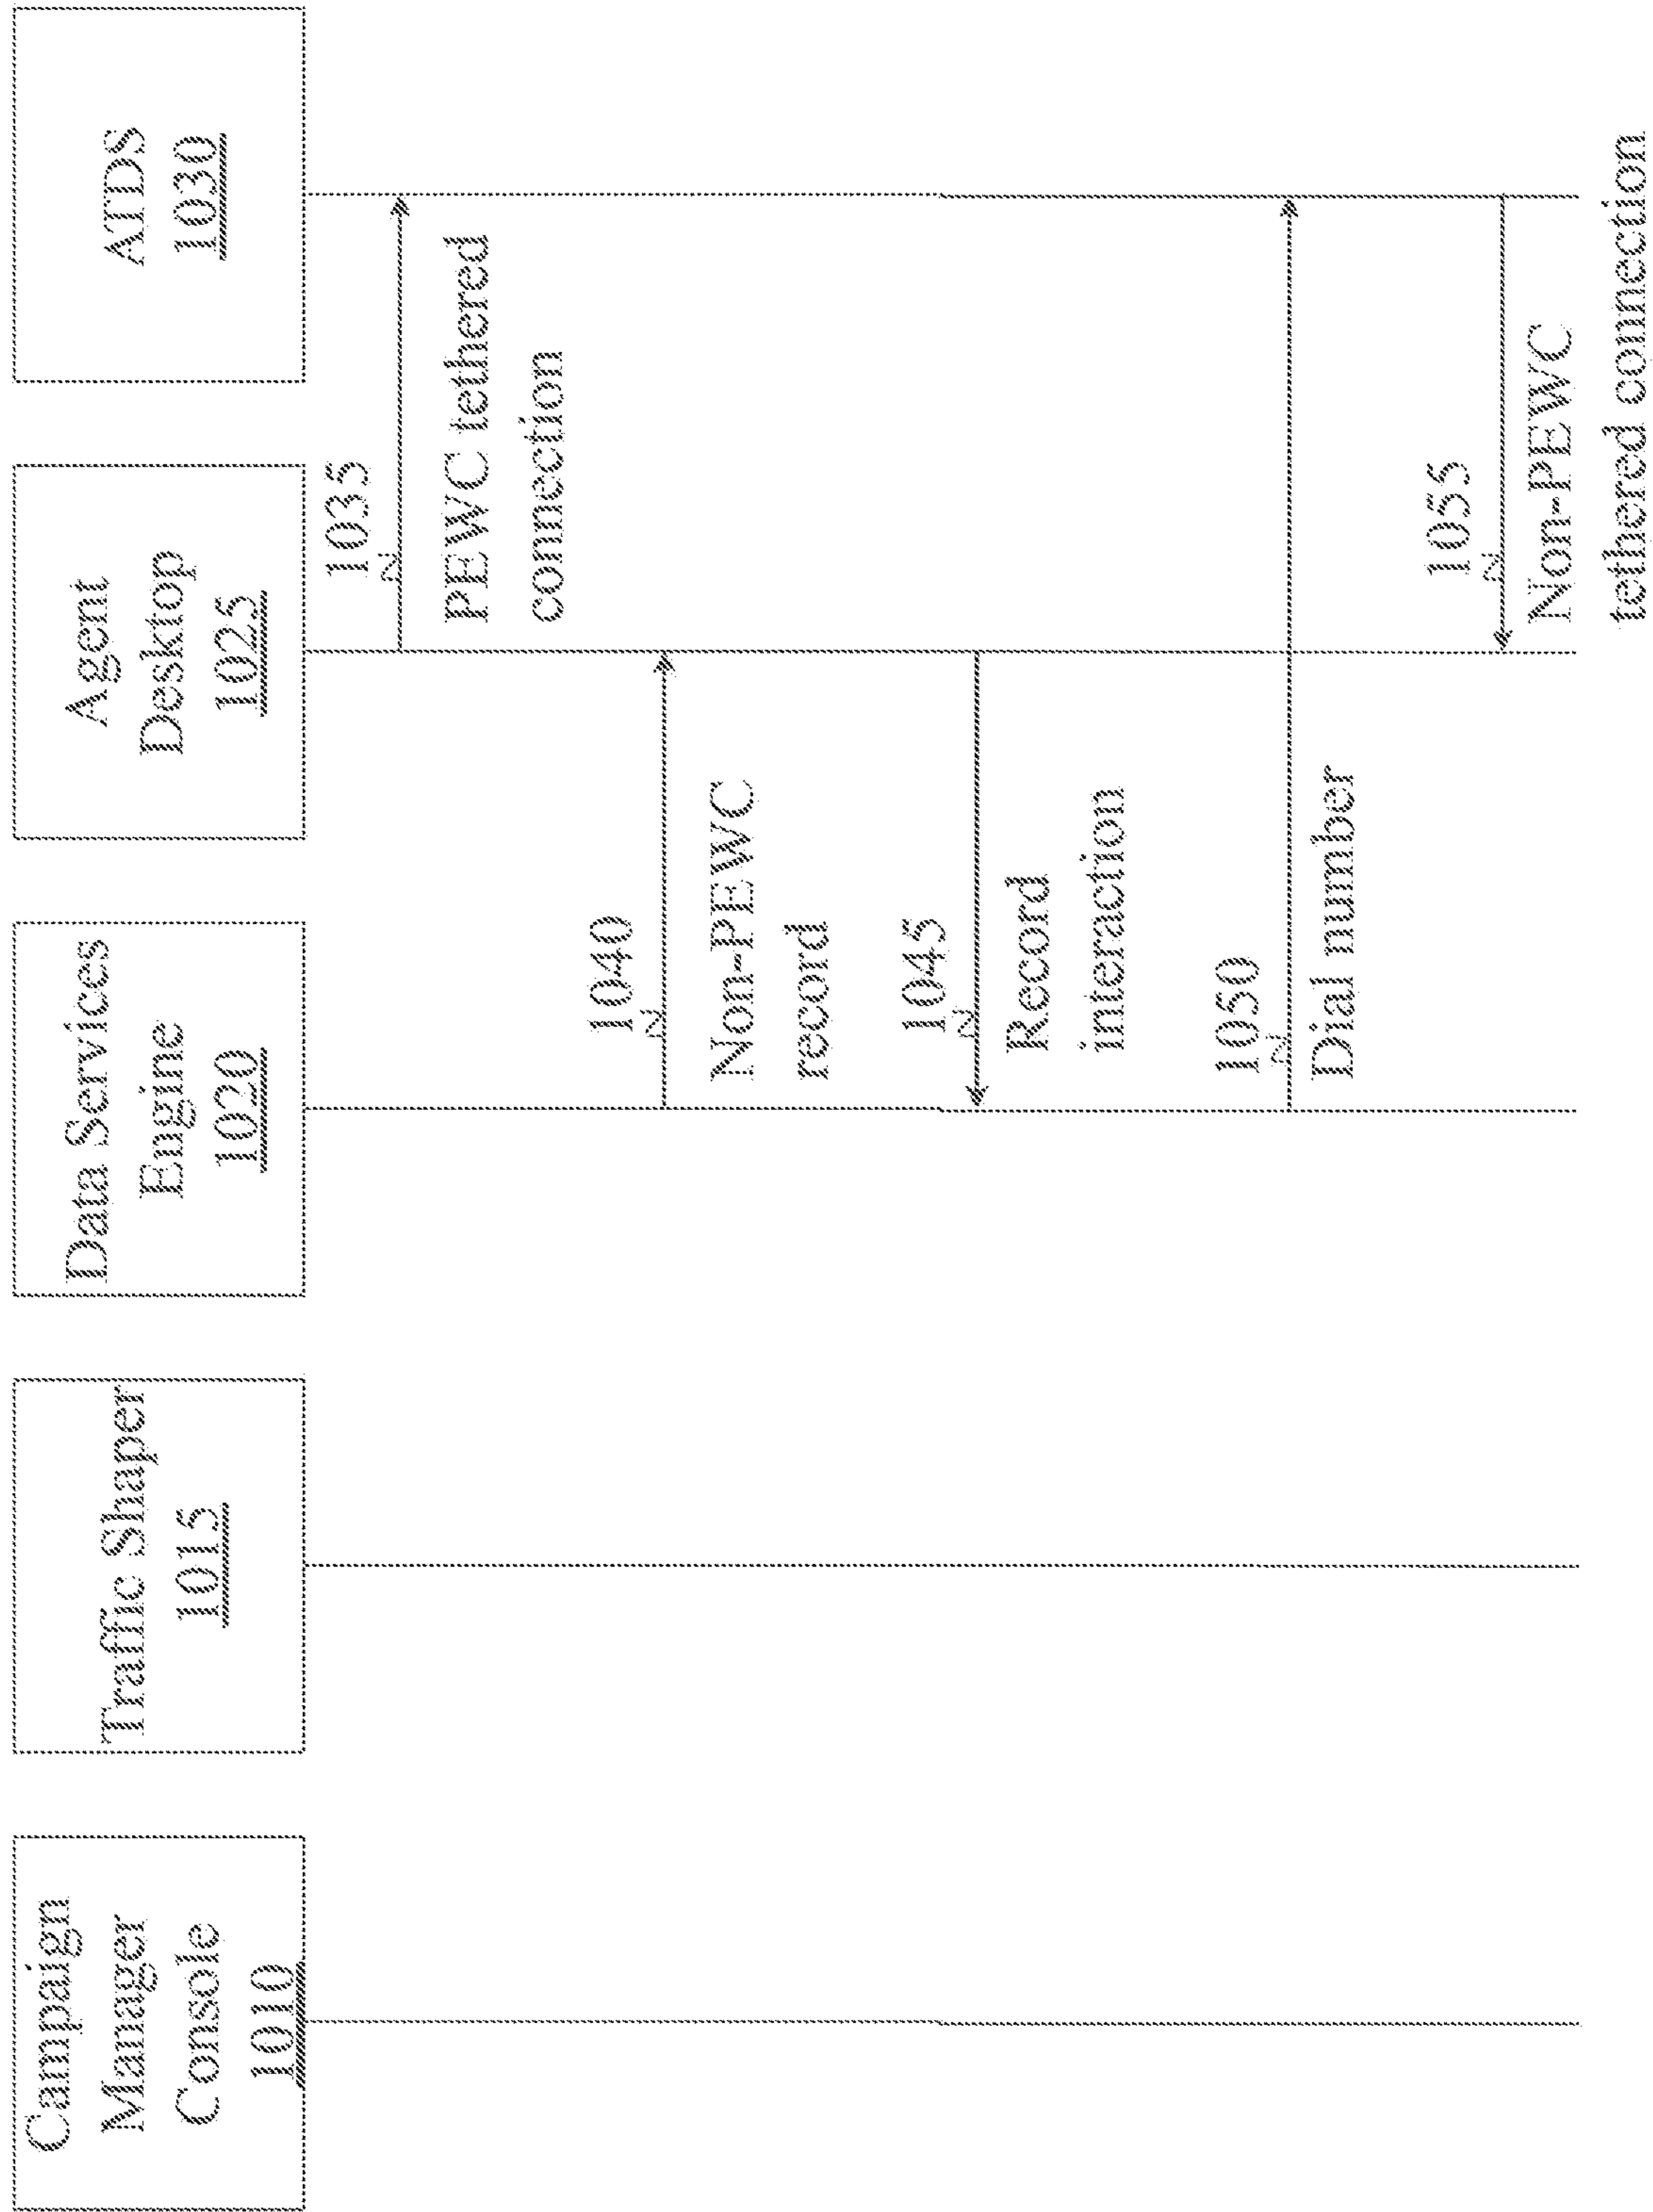 Campaign
Manager
Console
1010
Traffic Shaper
1015
Data Services
Engine
1020
Agent
Desktop
1025
ATDS
1030
1035
PEWC tethered
connection
1040
Non-PEWC
record
1045
Record
interaction
1050
Dial number
1055
Non-PEWC
tethered connection